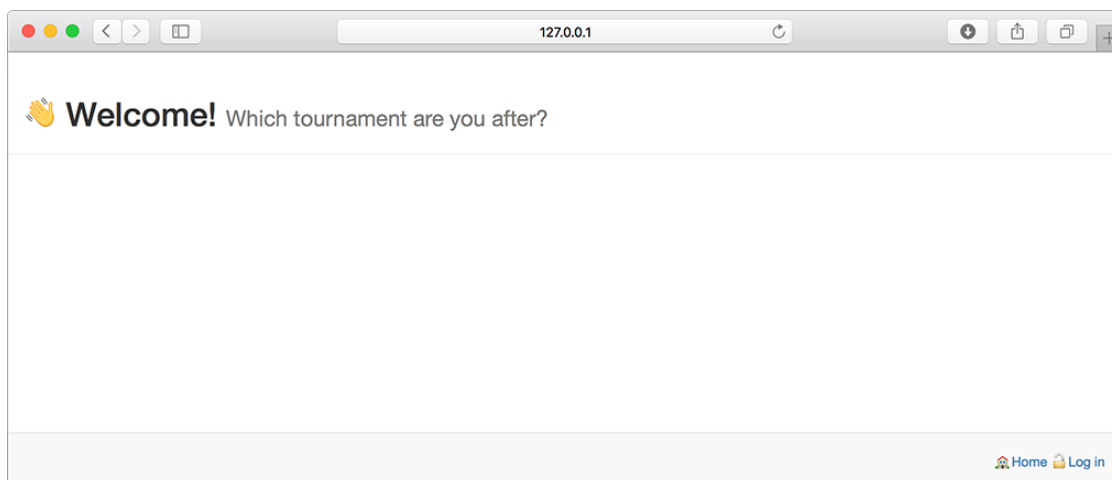 127.0.0.1
👋 Welcome! Which tournament are you after?
🏠Home 🔓Log in